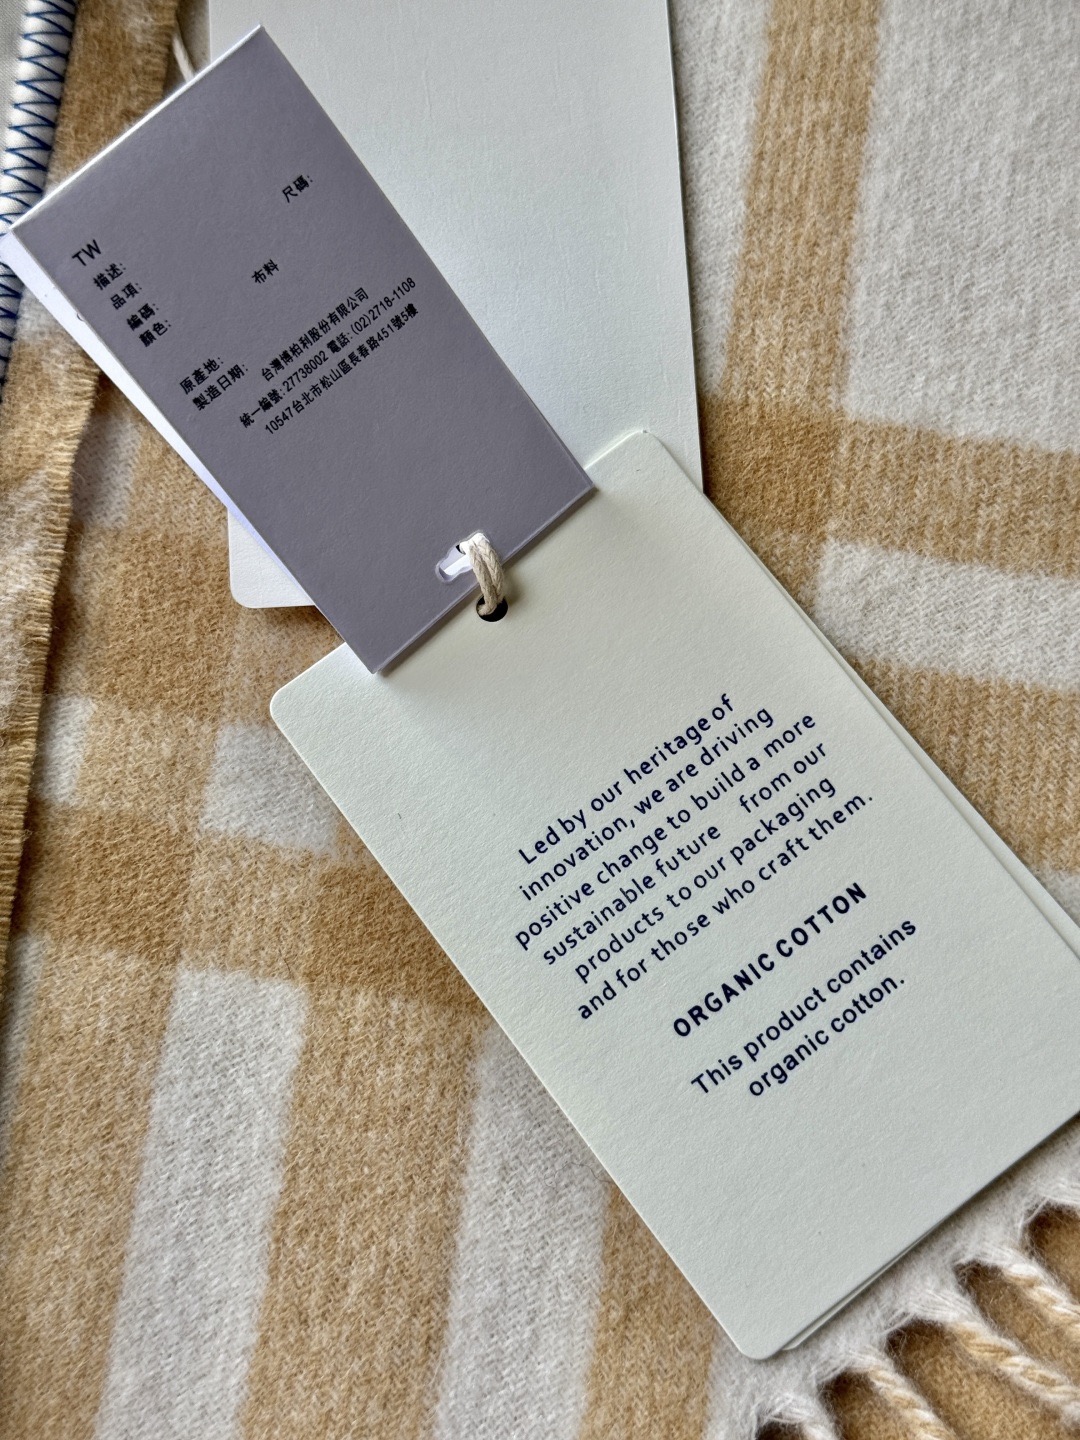 TW
描述:
尺碼:
品項:
編碼:
布料
顏色:
原產地:
製造日期:
台灣博柏利股份有限公司
統一編號: 27738002 電話: (02)2718-1108
10547台北市松山區長春路451號5樓
Led by our heritage of
innovation, we are driving
positive change to build a more
sustainable future from our
products to our packaging
and for those who craft them.
ORGANIC COTTON
This product contains
organic cotton.